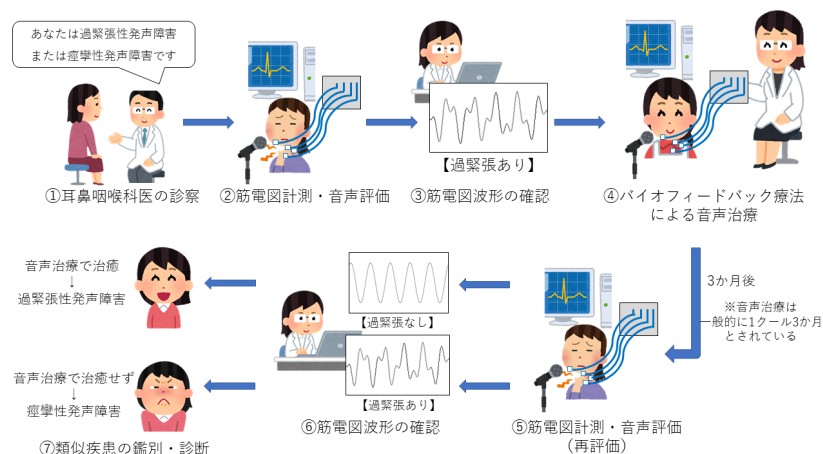 あなたは過緊張性発声障害
または痙攣性発声障害です
①耳鼻咽喉科医の診察
②筋電図計測・音声評価
【過緊張あり】
③筋電図波形の確認
④バイオフィードバック療法
による音声治療
3か月後
※音声治療は
一般的に1クール3か月
とされている
⑤筋電図計測・音声評価
（再評価）
【過緊張なし】
【過緊張あり】
⑥筋電図波形の確認
音声治療で治癒
↓
過緊張性発声障害
音声治療で治癒せず
↓
痙攣性発声障害
⑦類似疾患の鑑別・診断